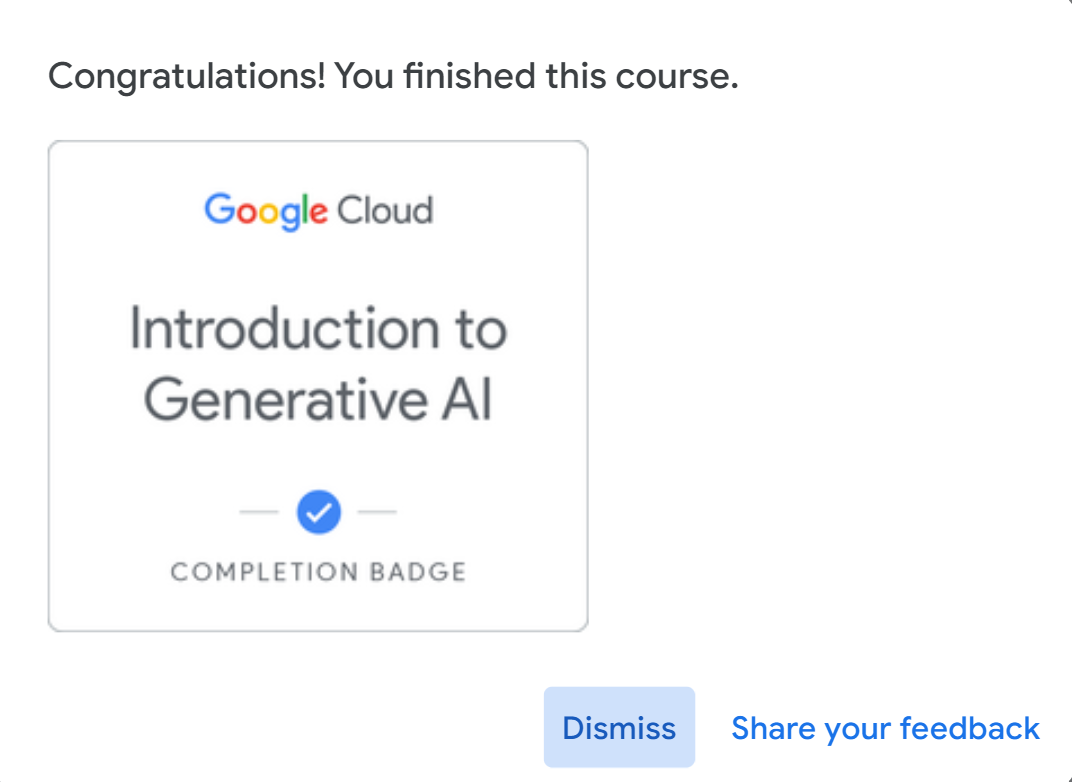 Congratulations! You finished this course.
Google Cloud
Introduction to
Generative AI
COMPLETION BADGE
Dismiss Share your feedback